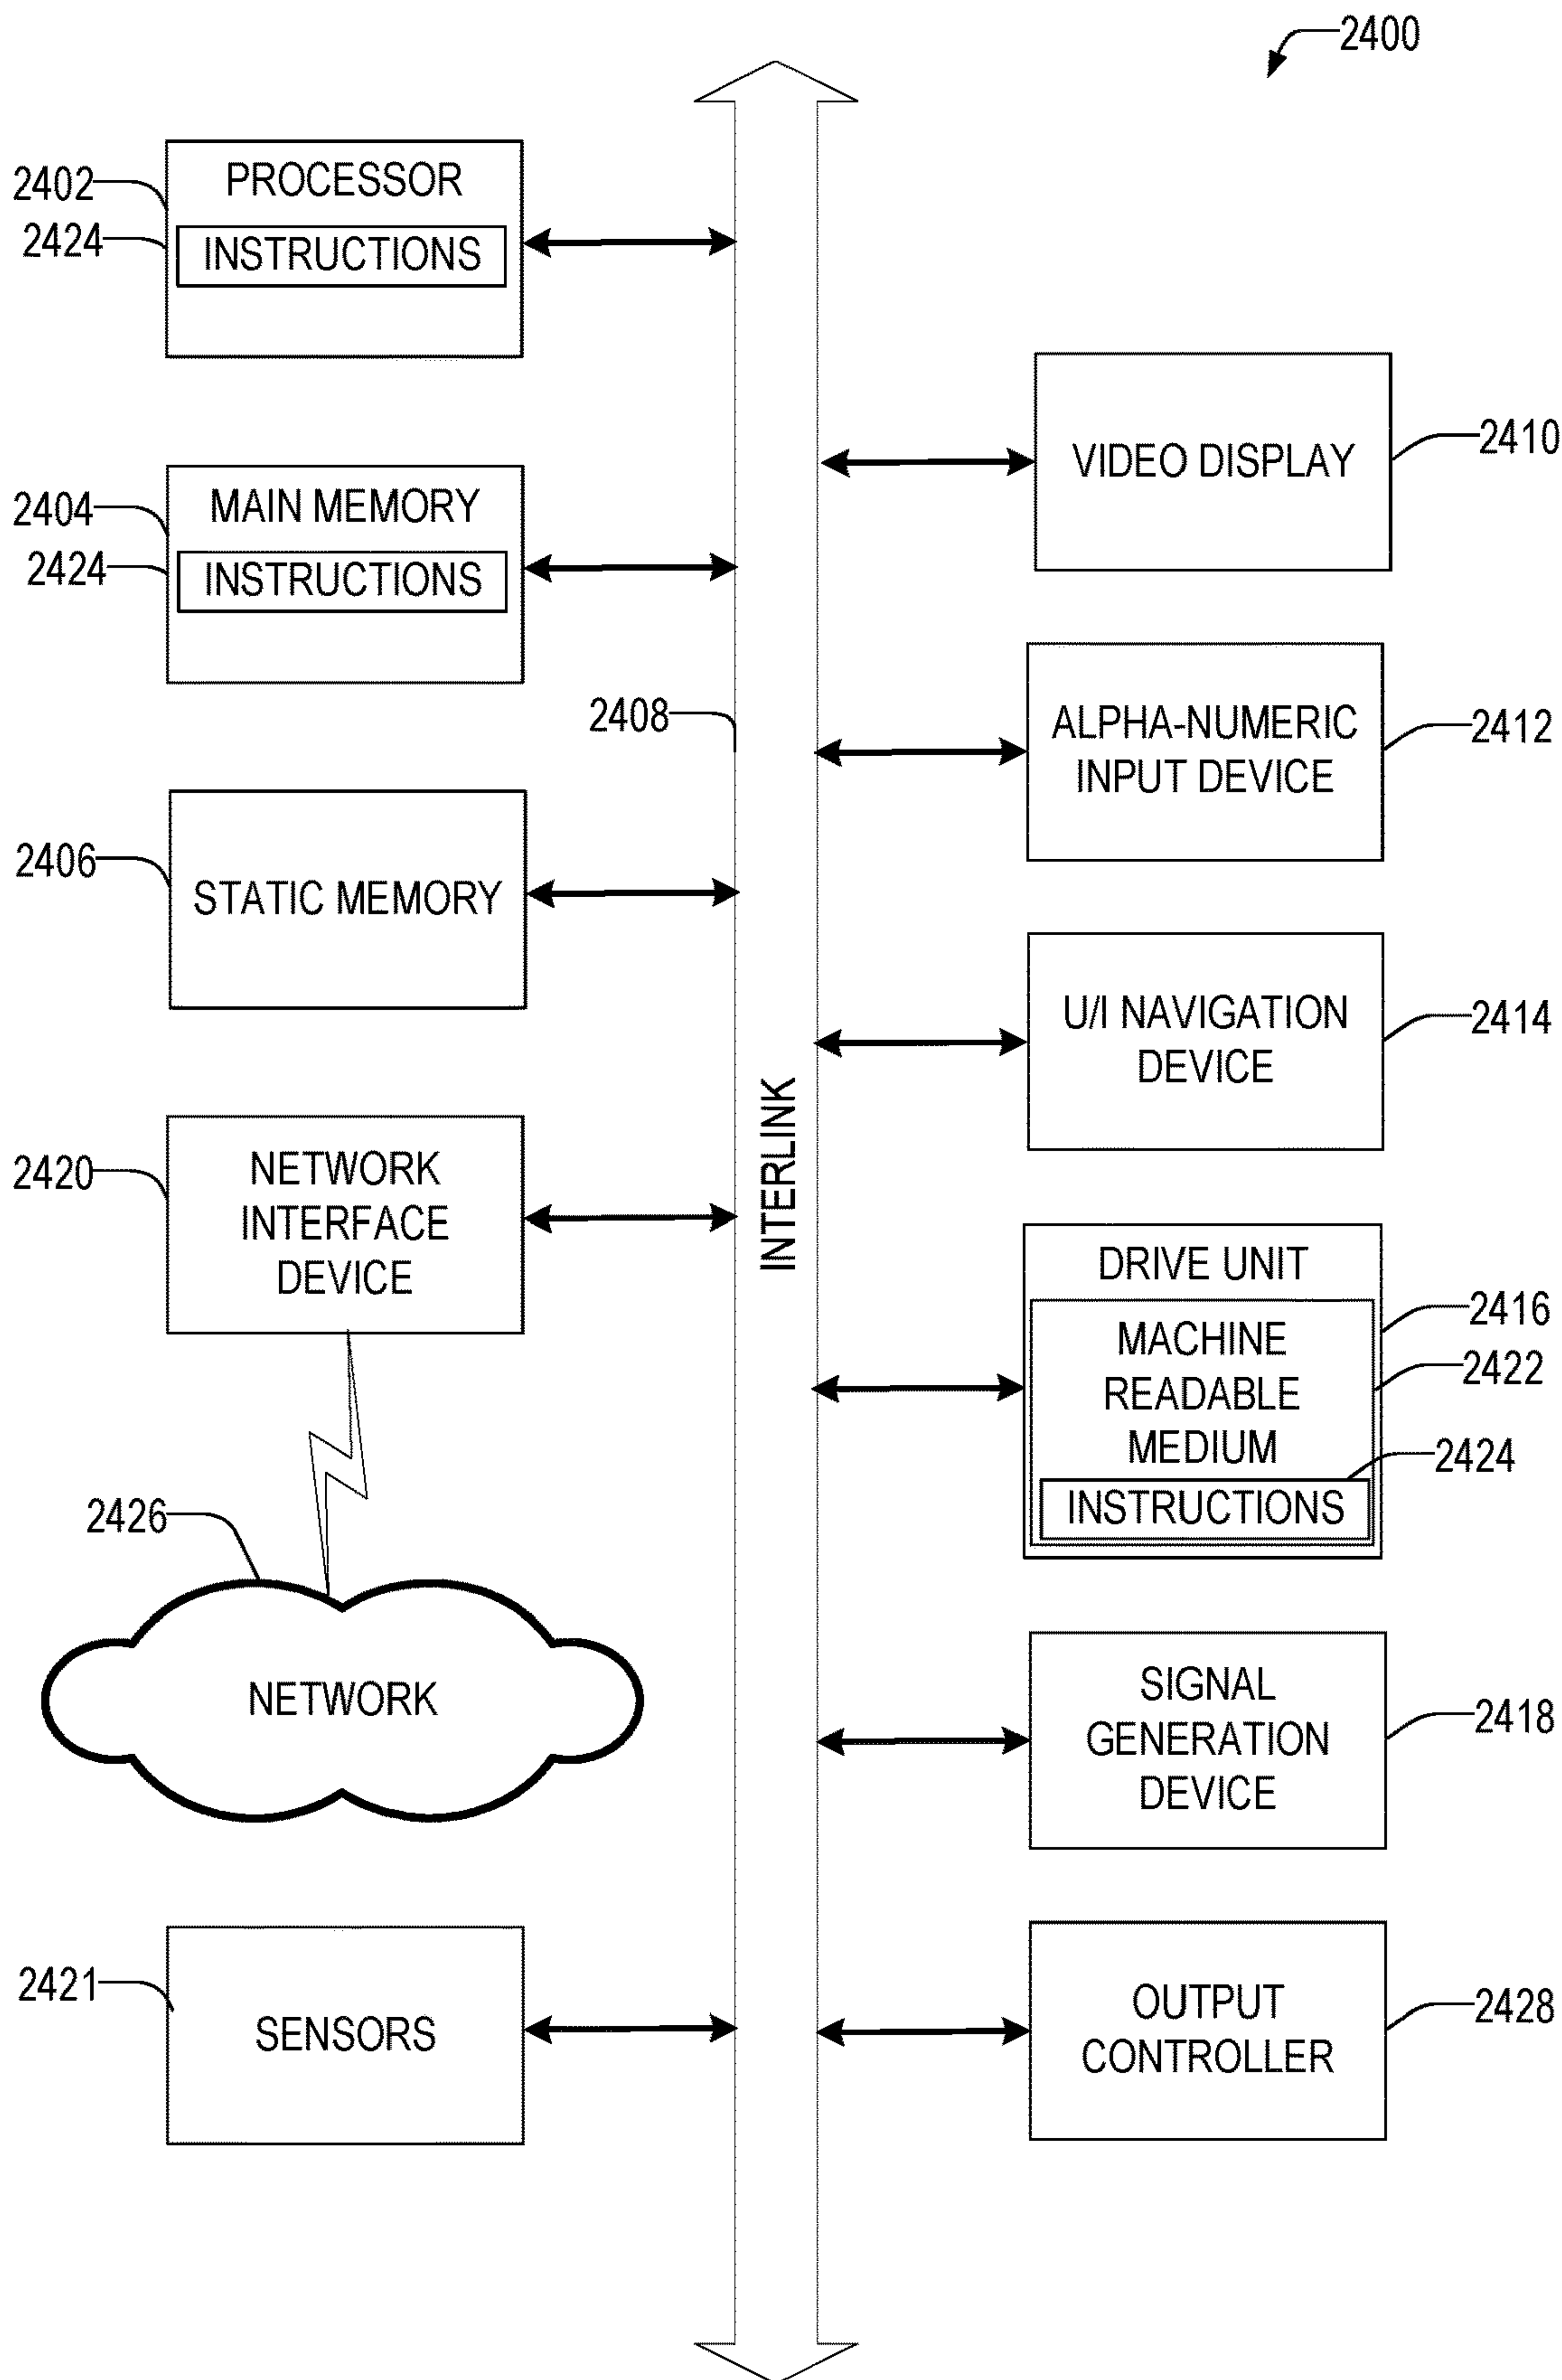 2400
2402
PROCESSOR
2424
INSTRUCTIONS
2404
MAIN MEMORY
2424
INSTRUCTIONS
2408
2406
STATIC MEMORY
2420
NETWORK
INTERFACE
DEVICE
2426
NETWORK
2421
SENSORS
INTERLINK
VIDEO DISPLAY
2410
ALPHA-NUMERIC
INPUT DEVICE
2412
U/I NAVIGATION
DEVICE
2414
DRIVE UNIT
2416
MACHINE
READABLE
MEDIUM
2422
2424
INSTRUCTIONS
SIGNAL
GENERATION
DEVICE
2418
OUTPUT
CONTROLLER
2428